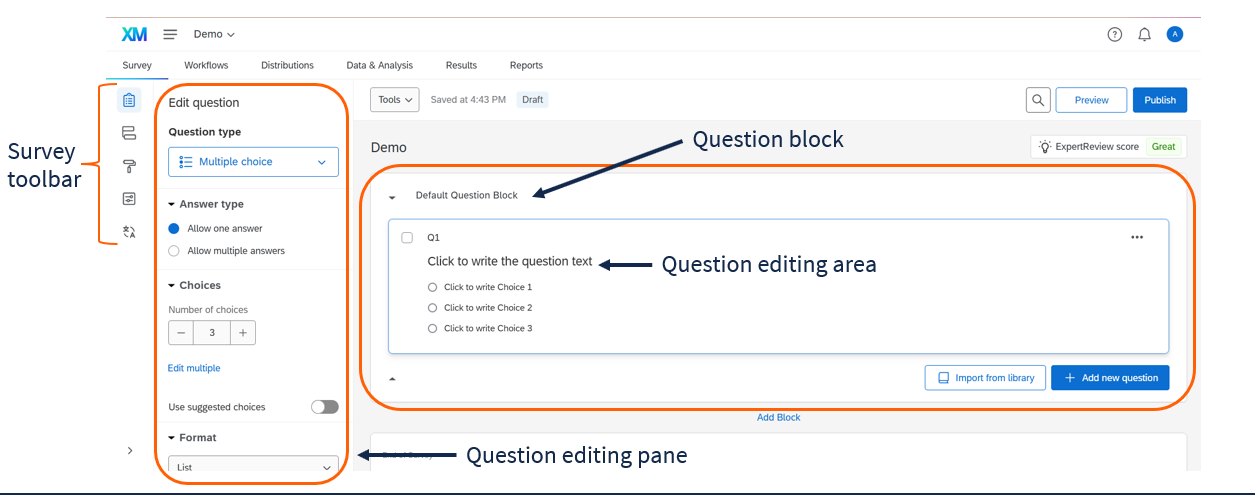 XM Demo
Survey Workflows Distributions Data & Analysis Results Reports
A
Survey
toolbar
Edit question
Question type
Multiple choice
Answer type
Allow one answer
Allow multiple answers
Choices
Number of choices
3
Edit multiple
Use suggested choices
Format
List
Tools Saved at 4:43 PM Draft
Preview Publish
Demo
Question block
ExpertReview score Great
Default Question Block
Q1
Click to write the question text
Question editing area
Click to write Choice 1
Click to write Choice 2
Click to write Choice 3
Import from library + Add new question
Add Block
Question editing pane